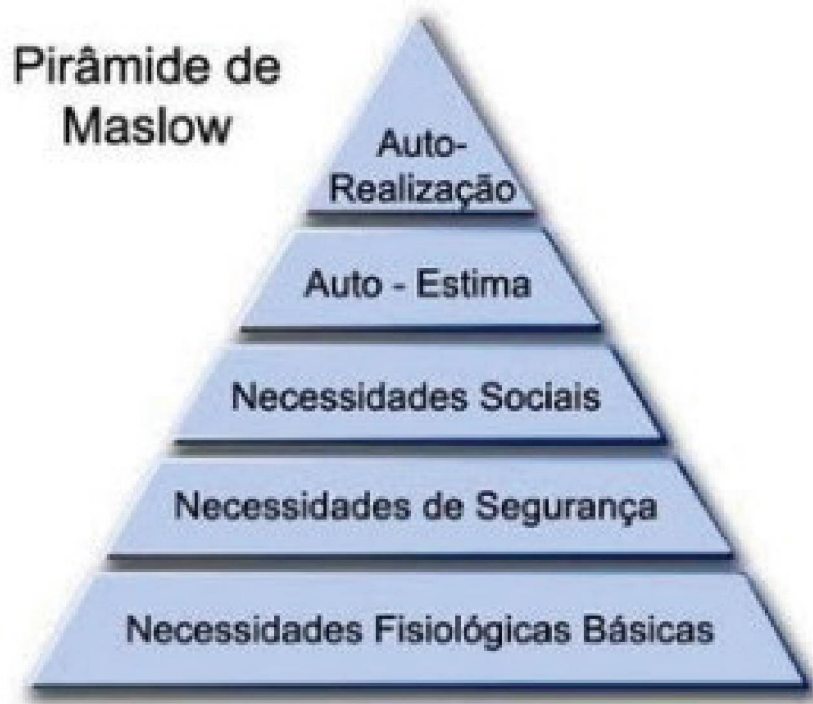 Pirâmide de
Maslow
Auto-
Realização
Auto - Estima
Necessidades Sociais
Necessidades de Segurança
Necessidades Fisiológicas Básicas